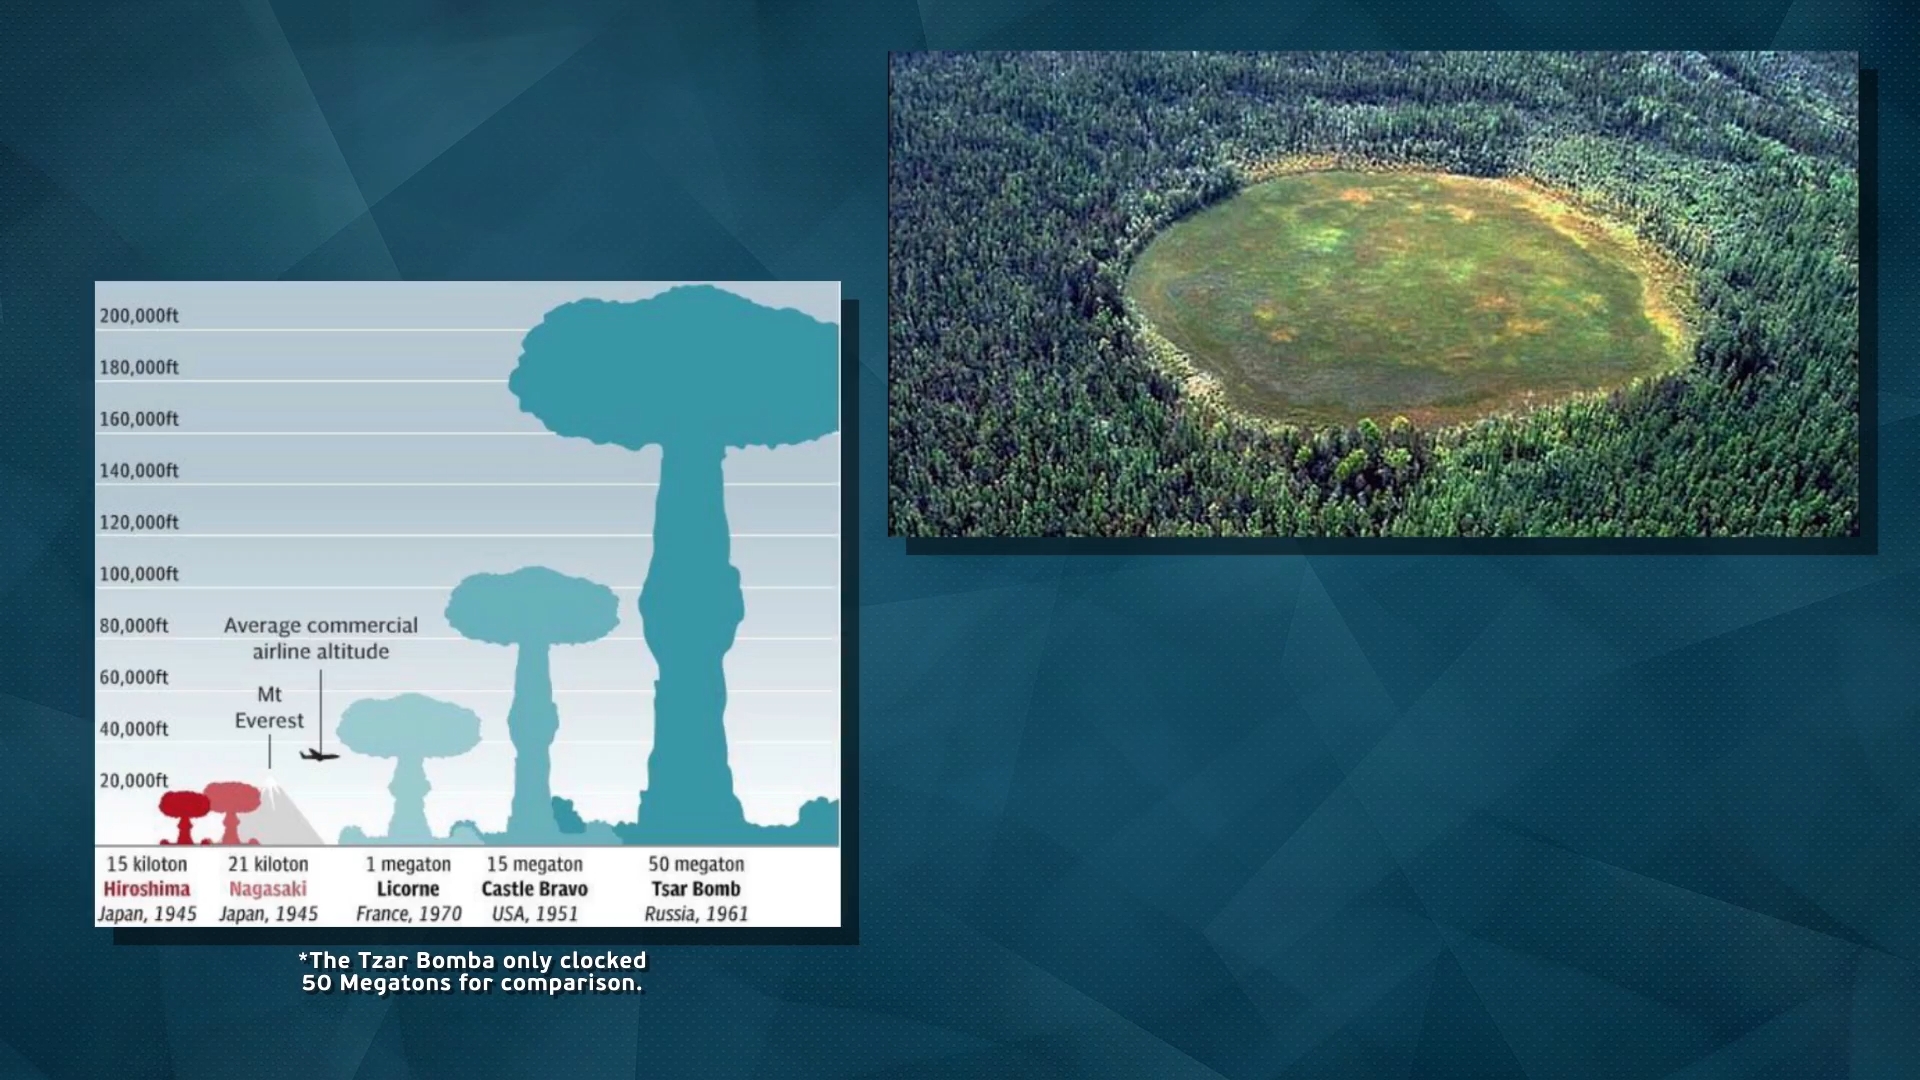 200,000ft
180,000ft
160,000ft
140,000ft
120,000ft
100,000ft
80,000ft
Average commercial
airline altitude
60,000ft
Mt
Everest
40,000ft
20,000ft
15 kiloton
Hiroshima
Japan, 1945
21 kiloton
Nagasaki
Japan, 1945
1 megaton
Licorne
France, 1970
15 megaton
Castle Bravo
USA, 1951
50 megaton
Tsar Bomb
Russia, 1961
*The Tzar Bomba only clocked
50 Megatons for comparison.